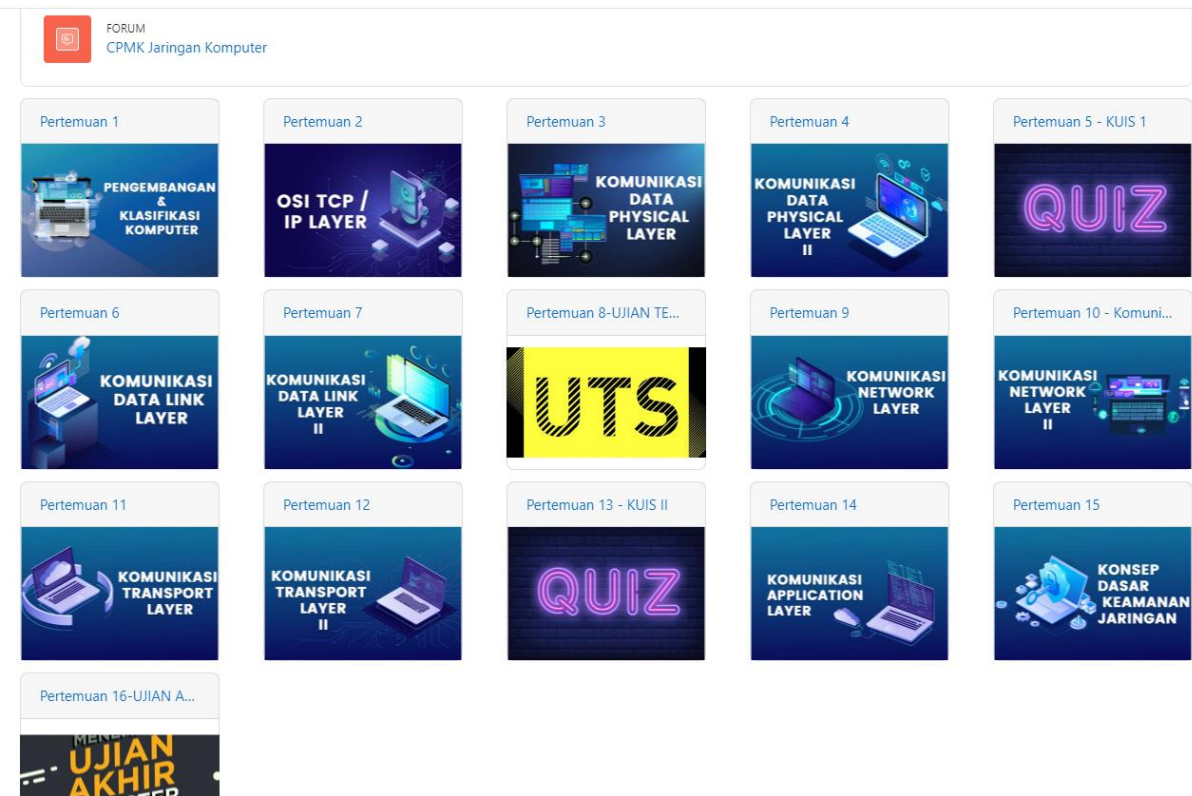 FORUM
CPMK Jaringan Komputer
Pertemuan 1
PENGEMBANGAN
&
KLASIFIKASI
KOMPUTER
Pertemuan 2
OSI TCP /
IP LAYER
Pertemuan 3
KOMUNIKASI
DATA
PHYSICAL
LAYER
Pertemuan 4
KOMUNIKASI
DATA
PHYSICAL
LAYER
II
Pertemuan 5 - KUIS 1
QUIZ
Pertemuan 6
KOMUNIKASI
DATA LINK
LAYER
Pertemuan 7
KOMUNIKASI
DATA LINK
LAYER
II
Pertemuan 8-UJIAN TE...
UTS
Pertemuan 9
KOMUNIKASI
NETWORK
LAYER
Pertemuan 10 - Komuni...
KOMUNIKASI
NETWORK
LAYER
II
Pertemuan 11
KOMUNIKASI
TRANSPORT
LAYER
Pertemuan 12
KOMUNIKASI
TRANSPORT
LAYER
II
Pertemuan 13 - KUIS II
QUIZ
Pertemuan 14
KOMUNIKASI
APPLICATION
LAYER
Pertemuan 15
KONSEP
DASAR
KEAMANAN
JARINGAN
Pertemuan 16-UJIAN A...
UJIAN
AKHIR